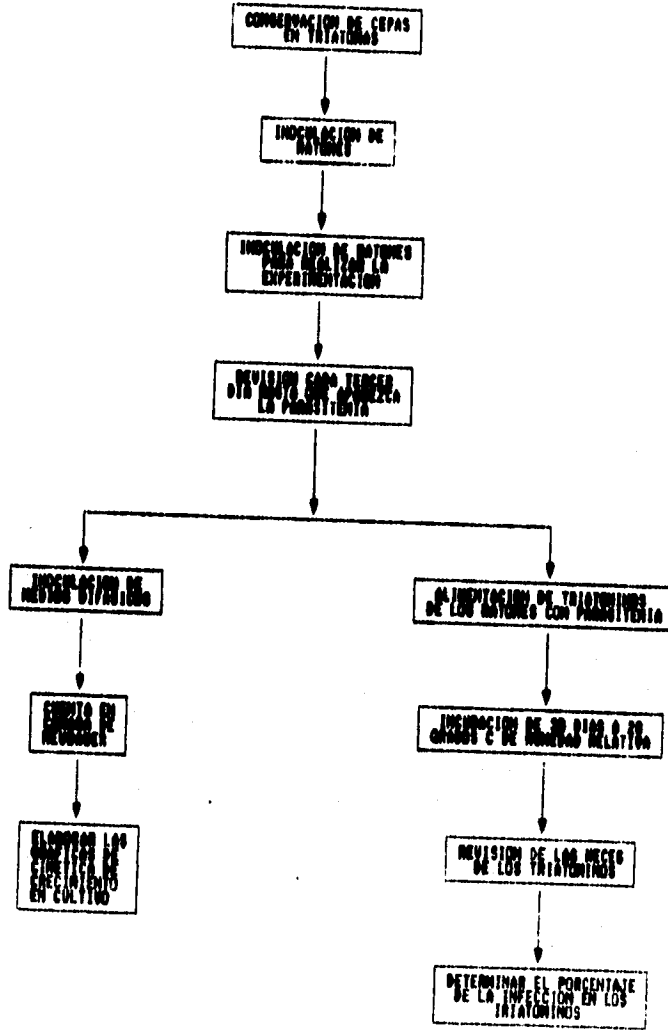 CONSERVACION DE CEPAS
EN TRIATOMAS
INOCULACION DE
RATONES
INOCULACION DE RATONES
PARA REALIZAR LA
EXPERIMENTACION
REVISION CADA TERCER
DIA HASTA QUE APAREZCA
LA PARASITEMIA
INOCULACION DE
MEDIOS DIFASICOS
CUENTA EN
DE
NEUBAUER
ELABORAR LAS
GRAFICAS DE
CINETICA DE
CRECIMIENTO
EN CULTIVO
ALIMENTACION DE TRIATOMINOS
DE LOS RATONES CON PARASITEMIA
INCUBACION DE 30 DIAS A
GRADOS C DE HUMEDAD RELATIVA
REVISION DE LAS HECES
DE LOS TRIATOMINOS
DETERMINAR EL PORCENTAJE
DE LA INFECCION EN LOS
TRIATOMINOS